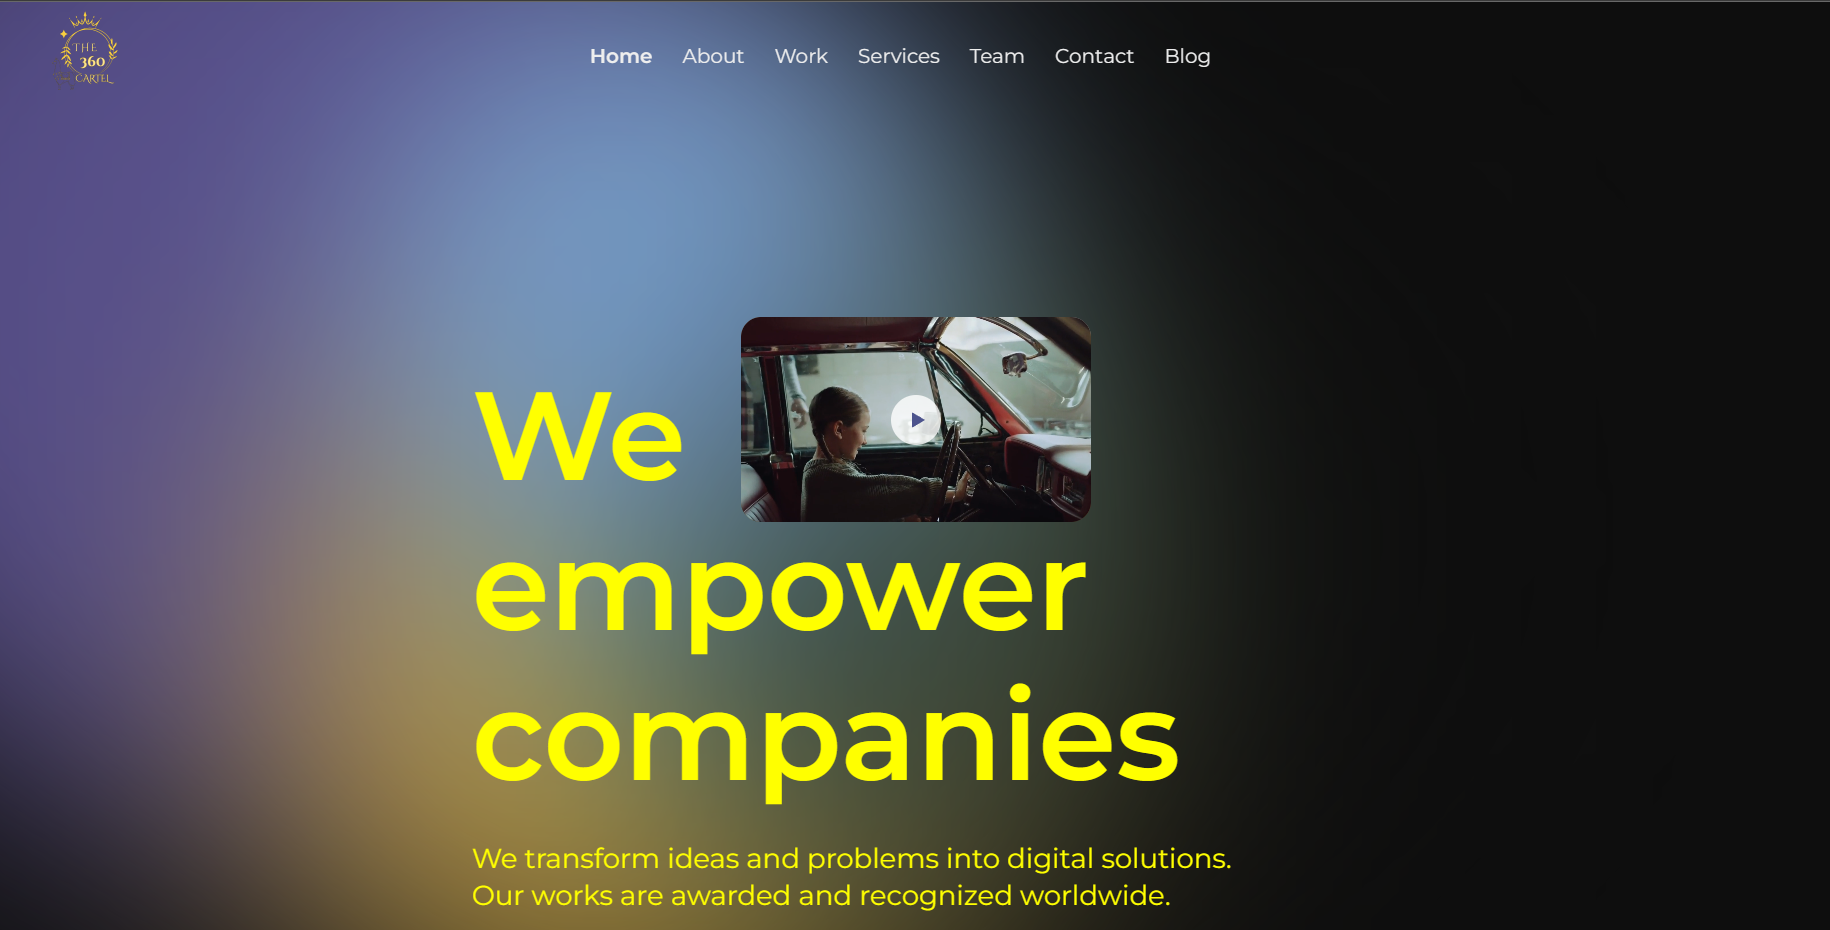 THE
360
CARTEL
Home About Work Services Team Contact Blog
We
empower
companies
We transform ideas and problems into digital solutions.
Our works are awarded and recognized worldwide.